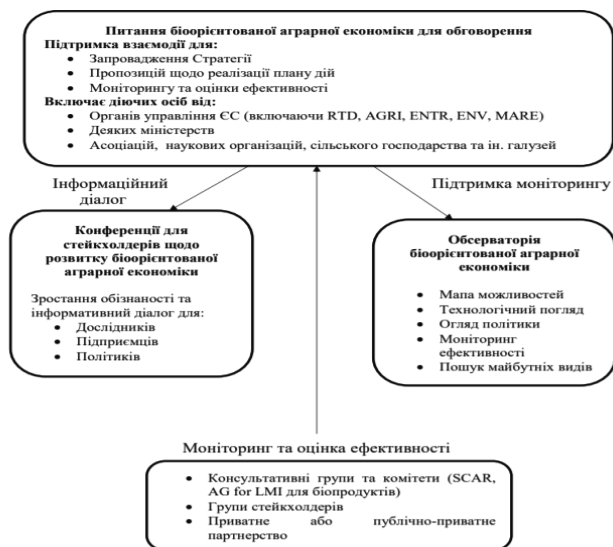 Питання біоорієнтованої аграрної економіки для обговорення
Підтримка взаємодії для:
• Запровадження Стратегії
• Пропозицій щодо реалізації плану дій
• Моніторингу та оцінки ефективності
Включає діючих осіб від:
• Органів управління ЄС (включаючи RTD, AGRI, ENTR, ENV, MARE)
• Деяких міністерств
• Асоціацій, наукових організацій, сільського господарства та ін. галузей
Інформаційний
діалог
Підтримка моніторингу
Конференції для
стейкхолдерів щодо
розвитку біоорієнтованої
аграрної економіки
Зростання обізнаності та
інформативний діалог для:
• Дослідників
• Підприємців
• Політиків
Обсерваторія
біоорієнтованої аграрної
економіки
• Мапа можливостей
• Технологічний погляд
• Огляд політики
• Моніторинг
ефективності
• Пошук майбутніх видів
Моніторинг та оцінка ефективності
• Консультативні групи та комітети (SCAR,
AG for LMI для біопродуктів)
• Групи стейкхолдерів
• Приватне або публічно-приватне
партнерство